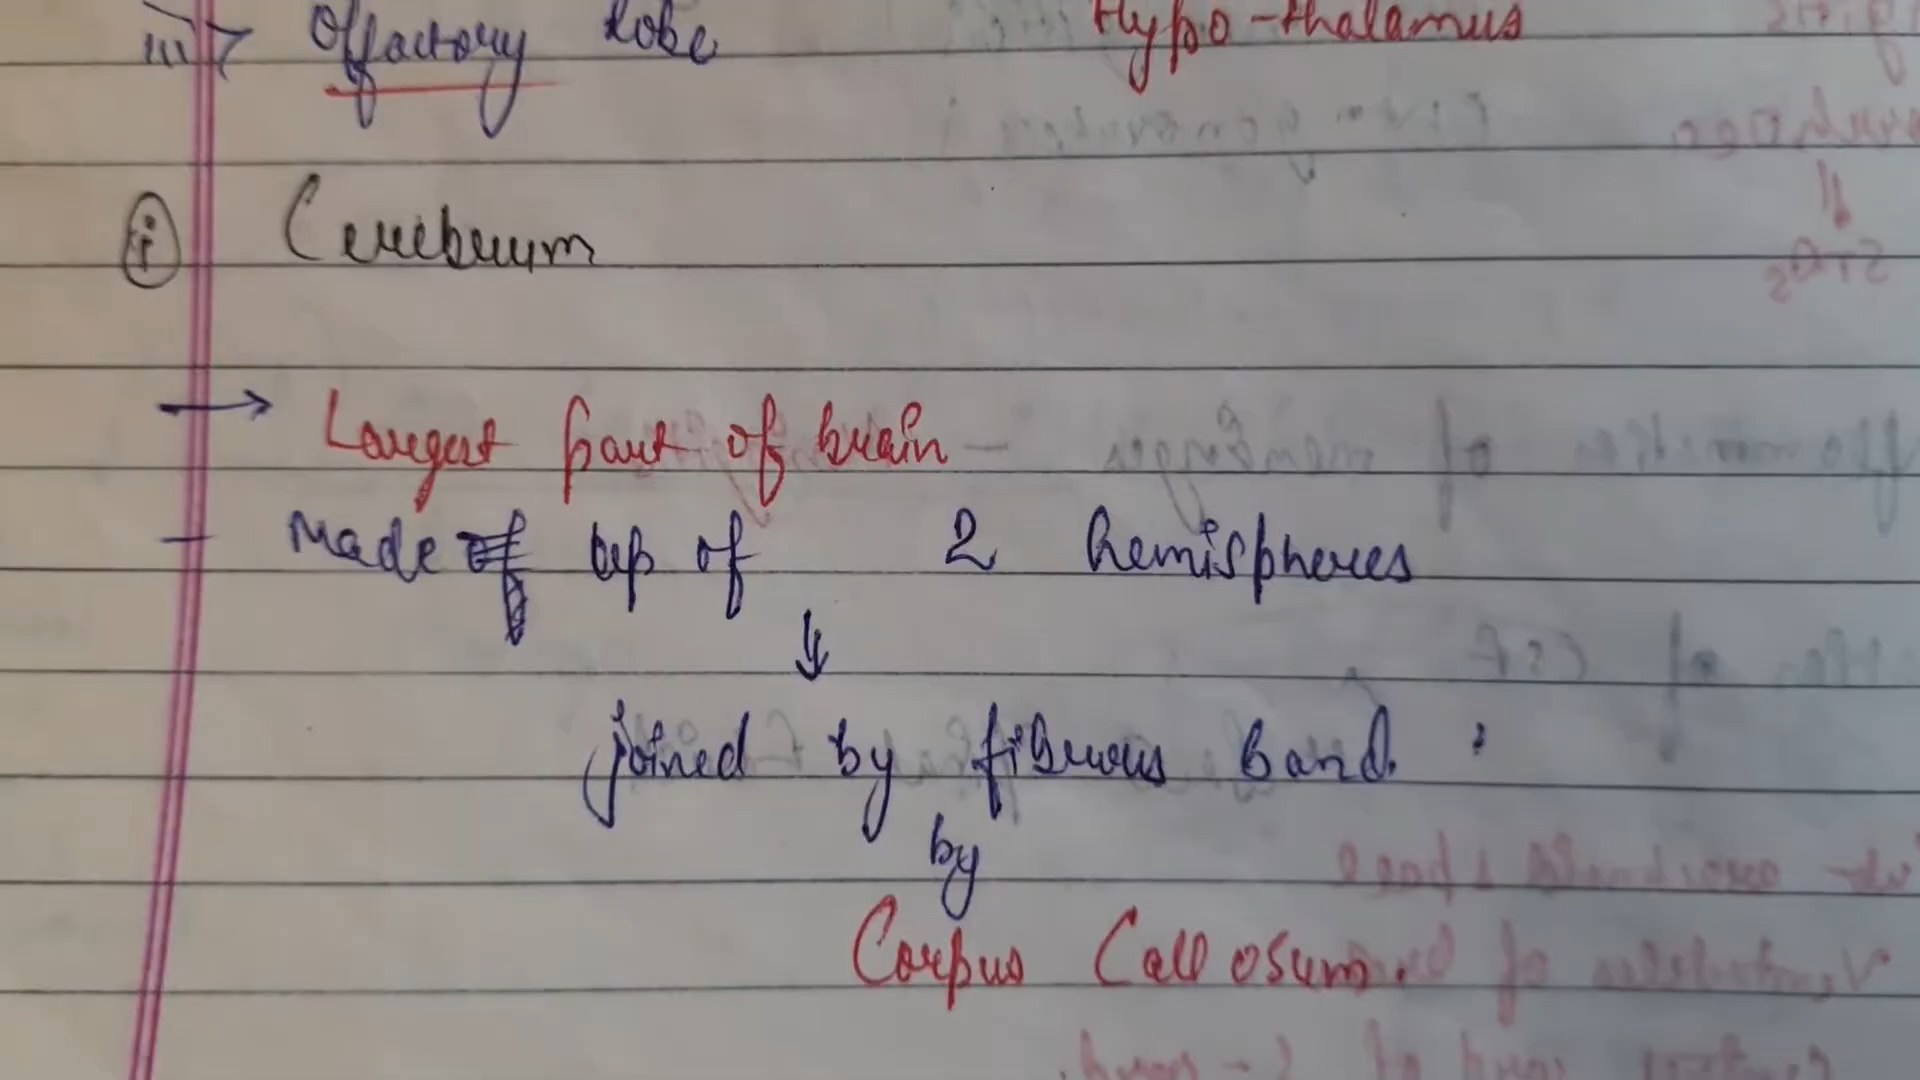 iii> Olfactory Lobe Hypo-thalamus
(i) Cerebrum
→ Largest part of brain
- Made of up of 2 hemispheres
↓
joined by fibrous band.
by
Corpus Callosum.